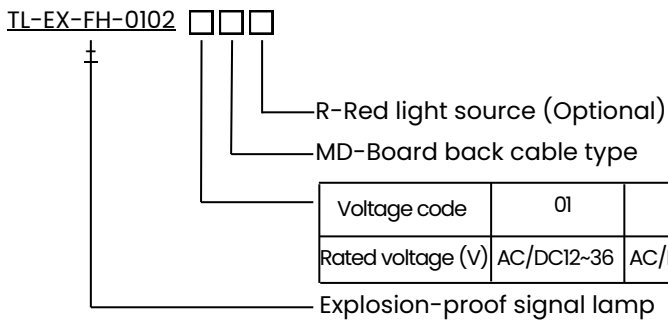 TL-EX-FH-0102 □□□
R-Red light source (Optional)
MD-Board back cable type
Voltage code 01
Rated voltage (V) AC/DC12~36 AC/
Explosion-proof signal lamp